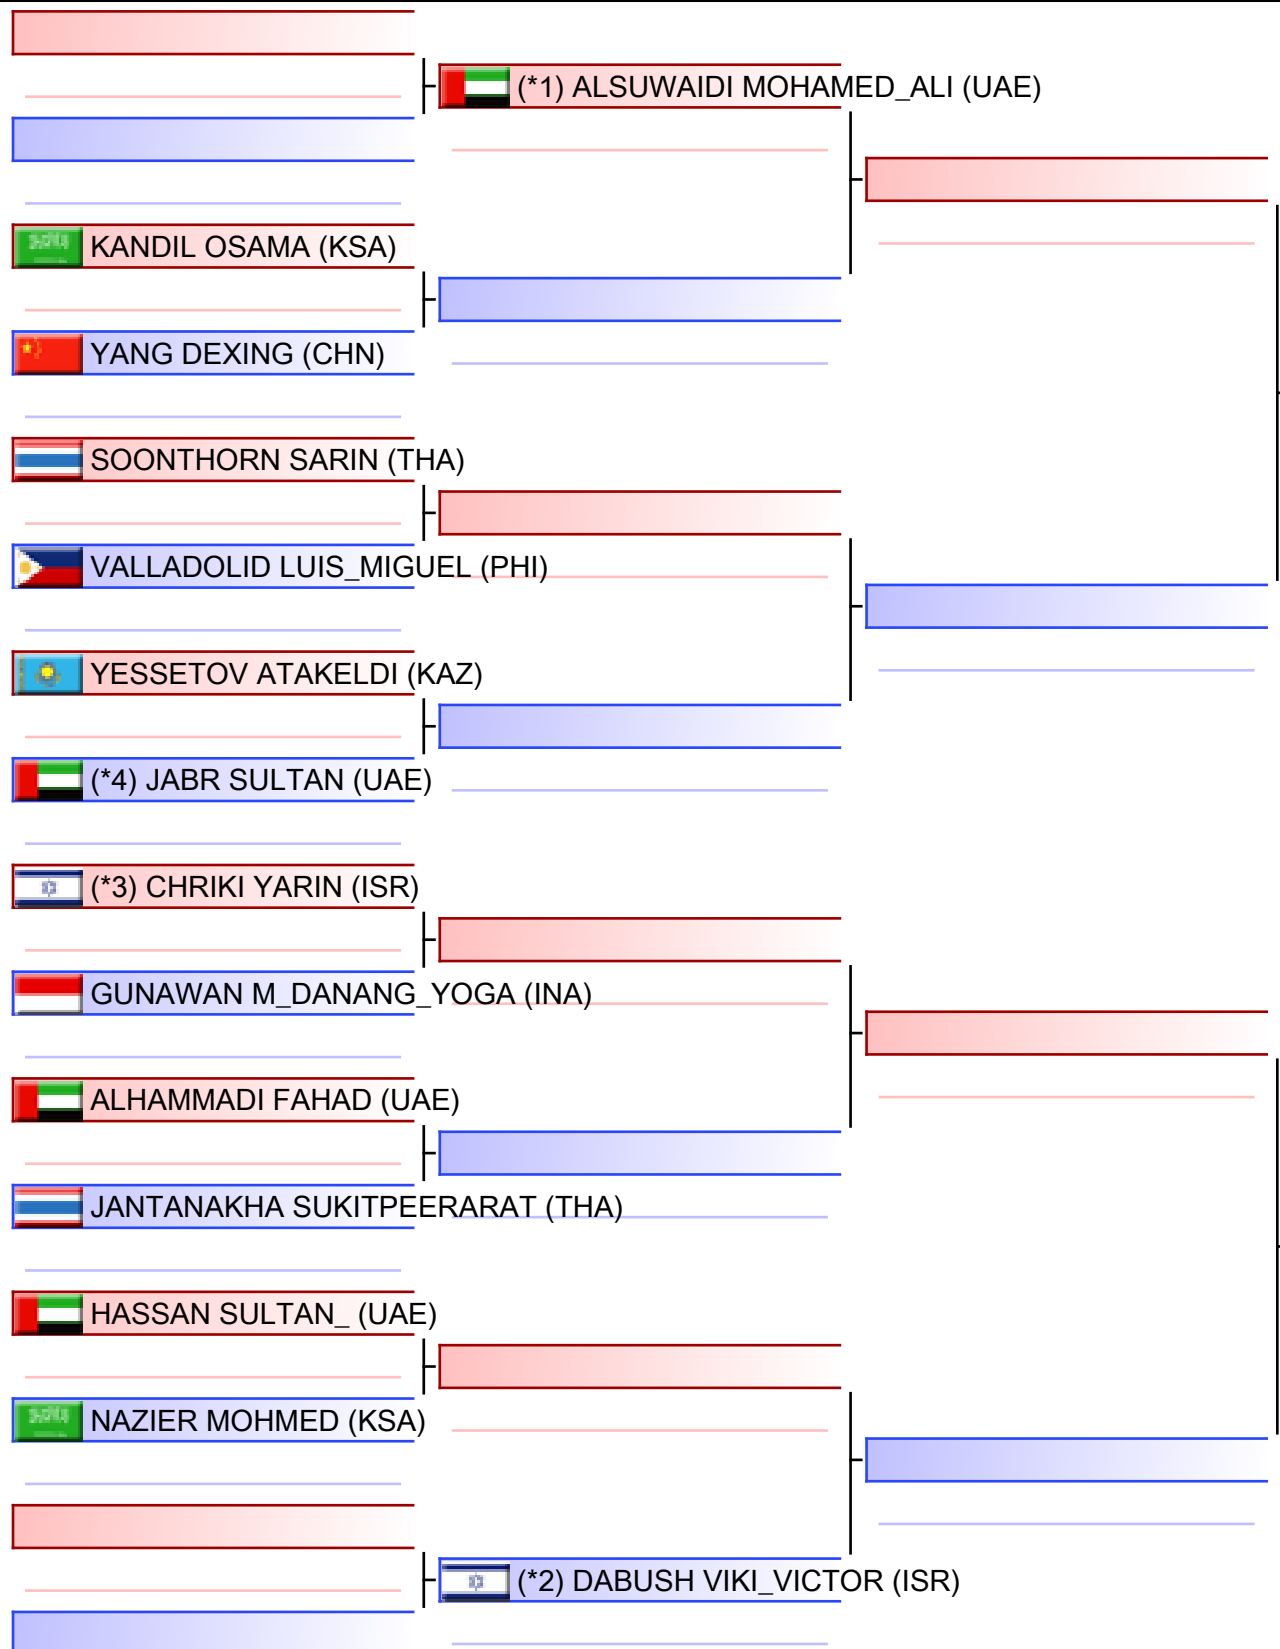 (*1) ALSUWAIDI MOHAMED_ALI (UAE)
KANDIL OSAMA (KSA)
YANG DEXING (CHN)
SOONTHORN SARIN (THA)
VALLADOLID LUIS_MIGUEL (PHI)
YESSETOV ATAKELDI (KAZ)
(*4) JABR SULTAN (UAE)
(*3) CHRIKI YARIN (ISR)
GUNAWAN M_DANANG_YOGA (INA)
ALHAMMADI FAHAD (UAE)
JANTANAKHA SUKITPEERARAT (THA)
HASSAN SULTAN_ (UAE)
NAZIER MOHMED (KSA)
(*2) DABUSH VIKI_VICTOR (ISR)